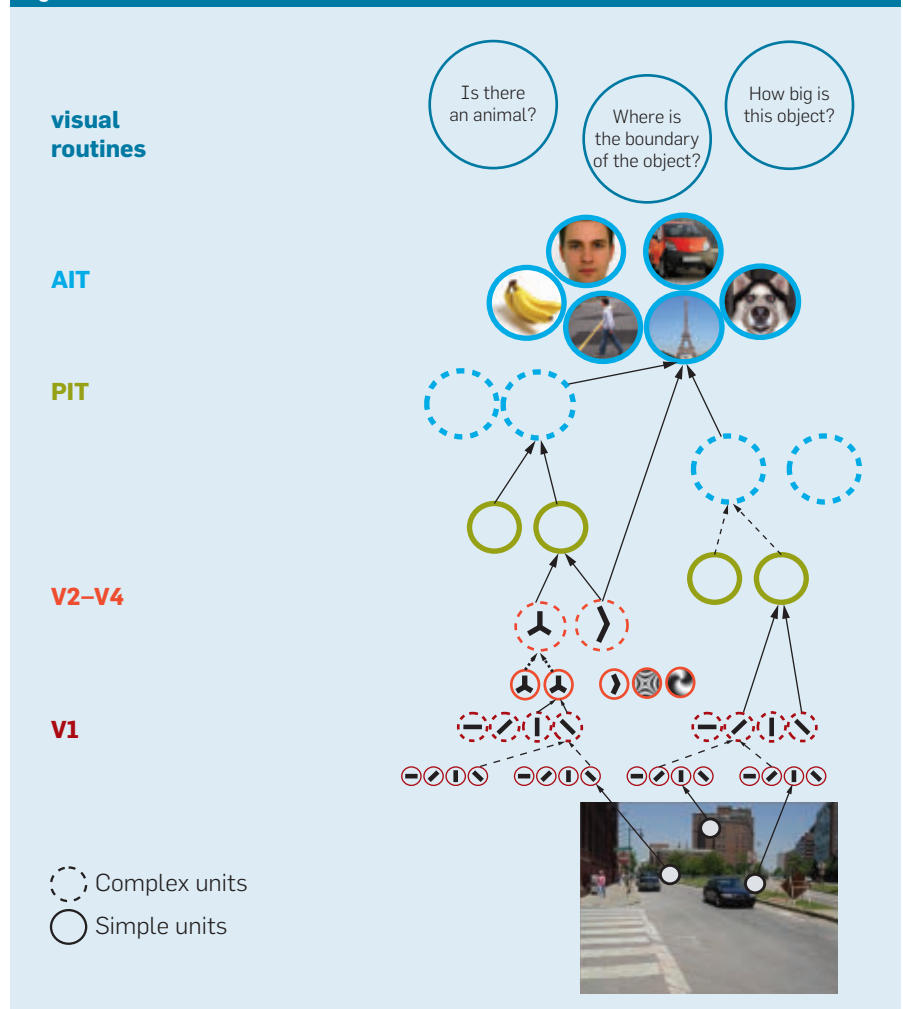 Is there
an animal?
Where is
the boundary
of the object?
How big is
this object?
visual
routines
AIT
PIT
V2–V4
V1
Complex units
Simple units